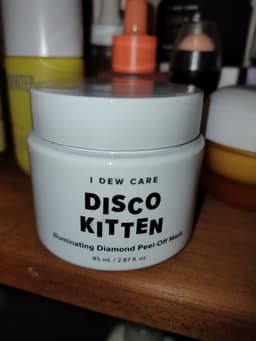 I DEW CARE
DISCO
KITTEN
Illuminating Diamond Peel-Off Mask
85 mL / 2.87 fl. oz.